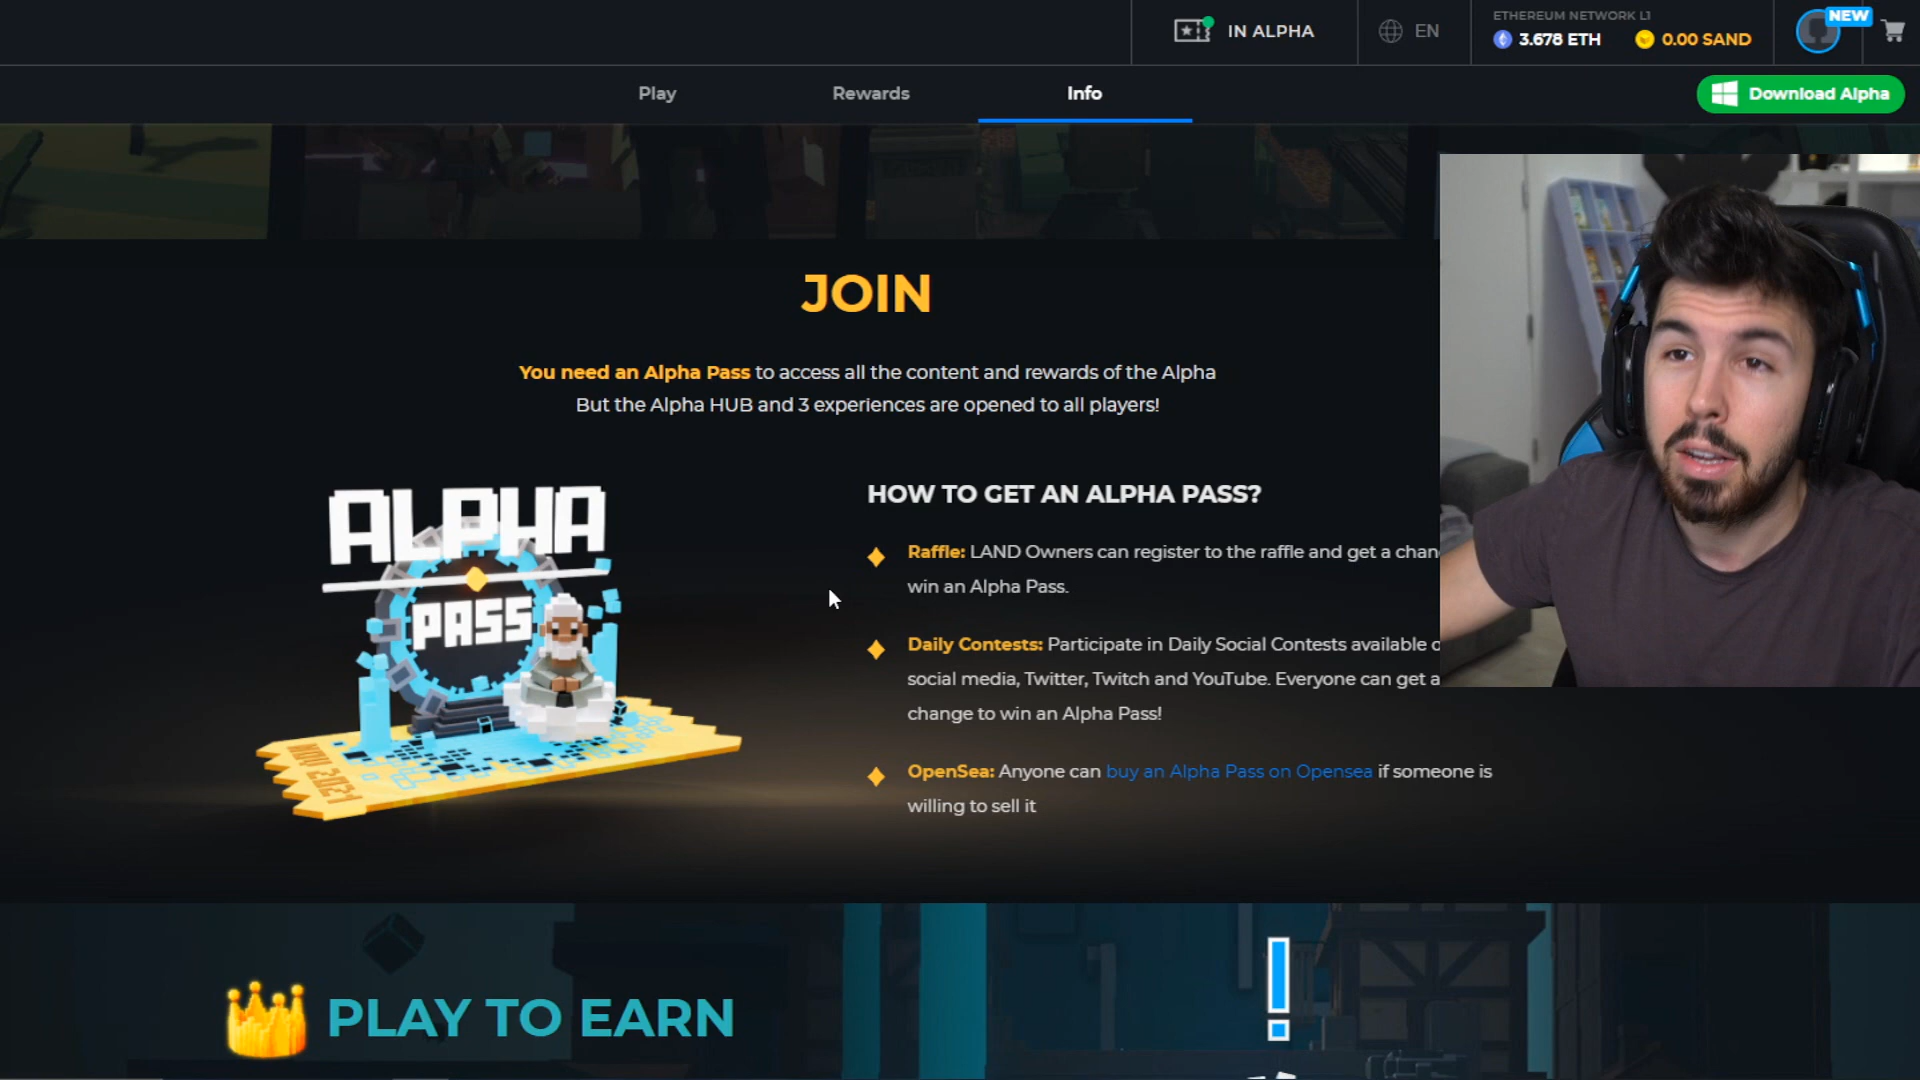 IN ALPHA
EN
ETHEREUM NETWORK L1
3.678 ETH
0.00 SAND
NEW
Play
Rewards
Info
Download Alpha
JOIN
You need an Alpha Pass to access all the content and rewards of the Alpha
But the Alpha HUB and 3 experiences are opened to all players!
ALPHA
PASS
NOV 2021
HOW TO GET AN ALPHA PASS?
Raffle: LAND Owners can register to the raffle and get a chan
win an Alpha Pass.
Daily Contests: Participate in Daily Social Contests available o
social media, Twitter, Twitch and YouTube. Everyone can get a
change to win an Alpha Pass!
OpenSea: Anyone can buy an Alpha Pass on Opensea if someone is
willing to sell it
PLAY TO EARN
!